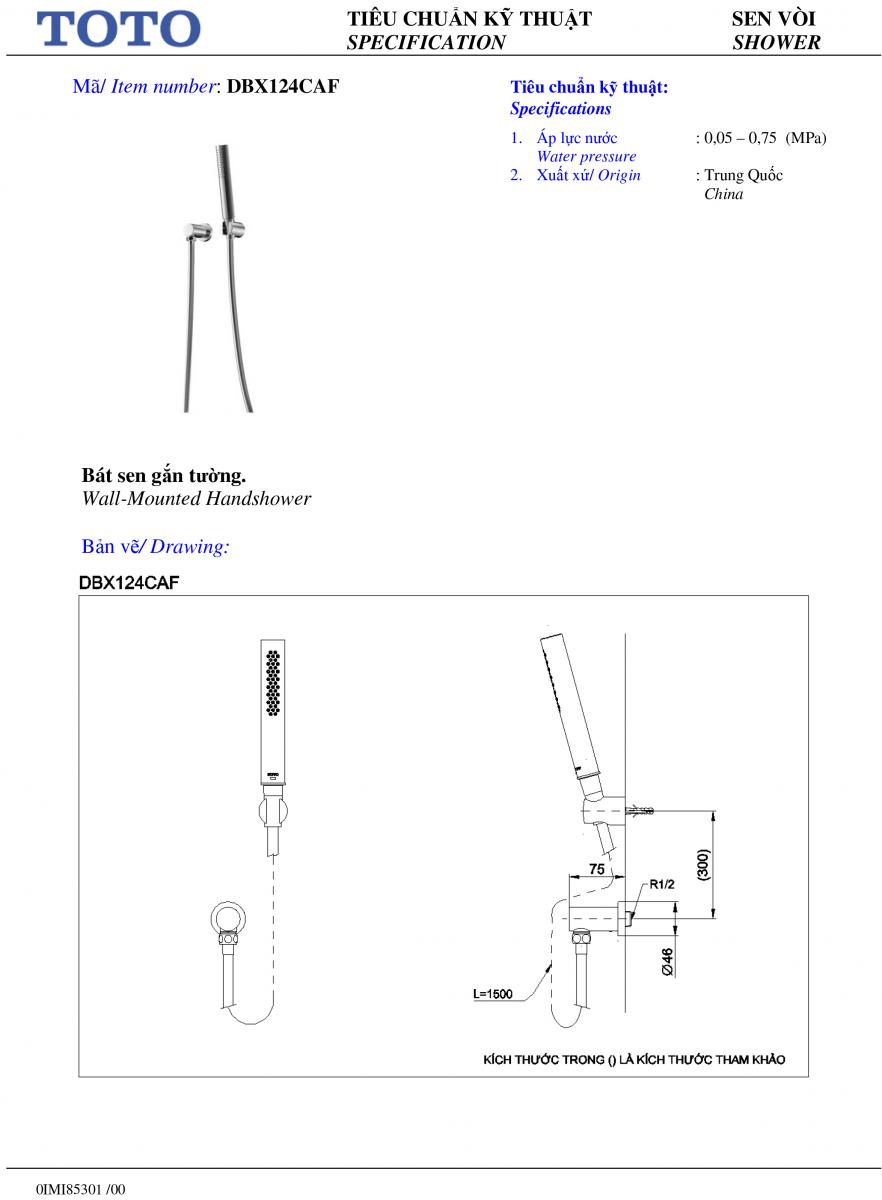 TOTO
TIÊU CHUẨN KỸ THUẬT
SPECIFICATION
SEN VÒI
SHOWER
Mã/ Item number: DBX124CAF
Tiêu chuẩn kỹ thuật:
Specifications
1. Áp lực nước : 0,05 – 0,75 (MPa)
Water pressure
2. Xuất xứ/ Origin : Trung Quốc
China
Bát sen gắn tường.
Wall-Mounted Handshower
Bản vẽ/ Drawing:
DBX124CAF
TOTO
75
R1/2
(300)
Ø46
L=1500
KÍCH THƯỚC TRONG () LÀ KÍCH THƯỚC THAM KHẢO
0IMI85301 /00